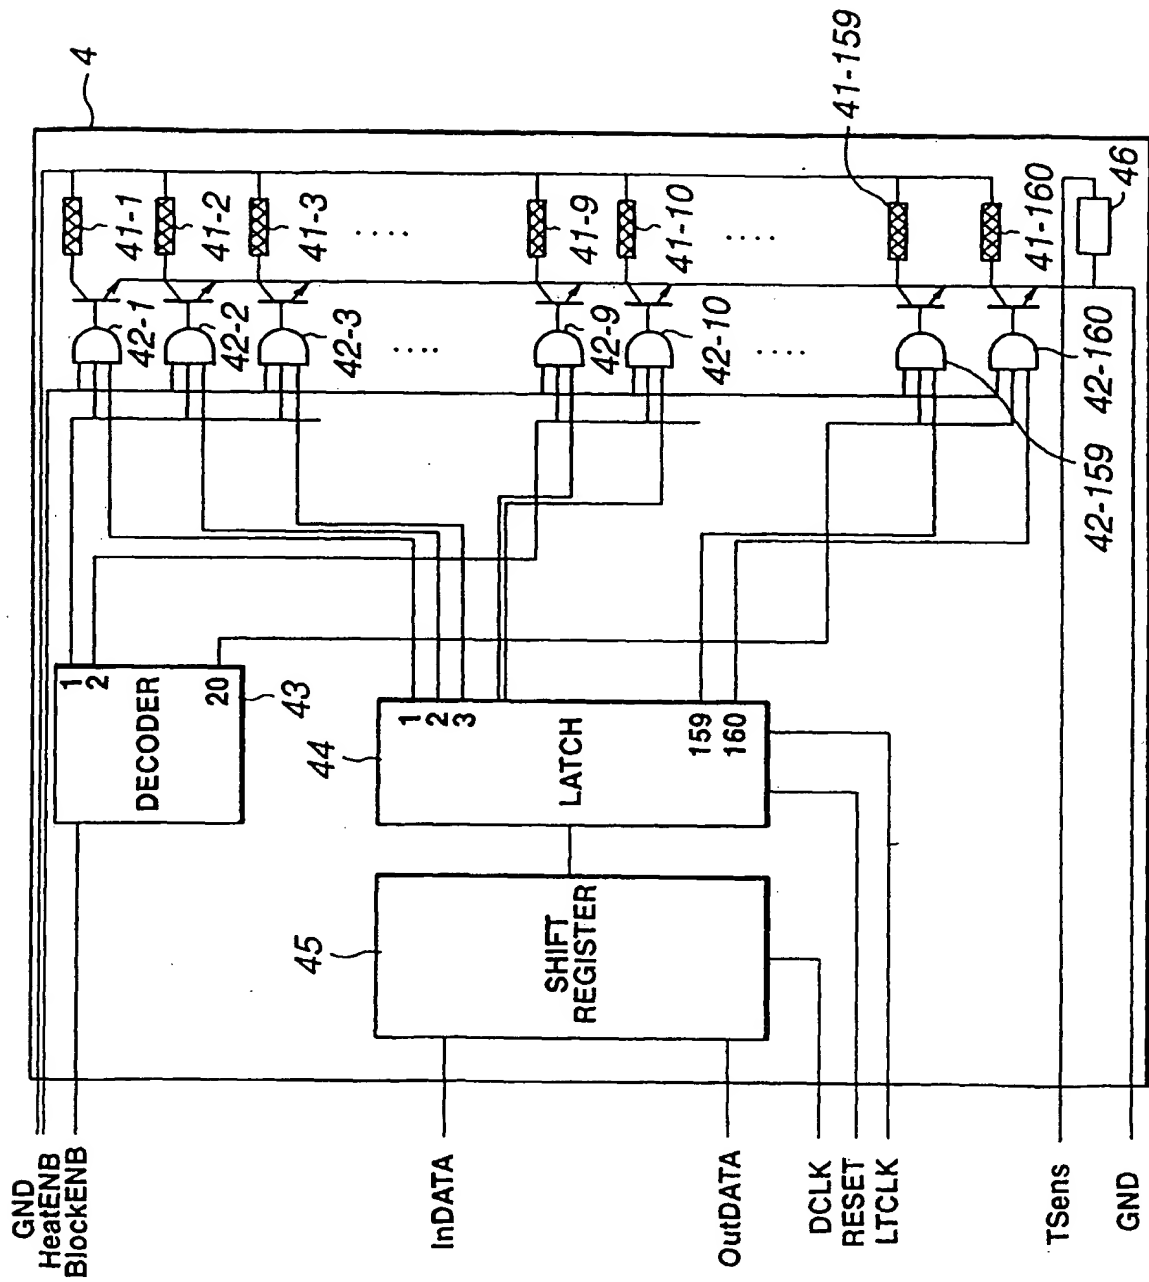 4
41-1
41-2
41-3
....
41-9
41-10
....
41-159
41-160
46
42-1
42-2
42-3
....
42-9
42-10
....
42-159
42-160
1
2
20
DECODER
43
1
2
3
159
160
LATCH
44
SHIFT
REGISTER
45
GND
HeatENB
BlockENB
InDATA
OutDATA
DCLK
RESET
LTCLK
TSens
GND